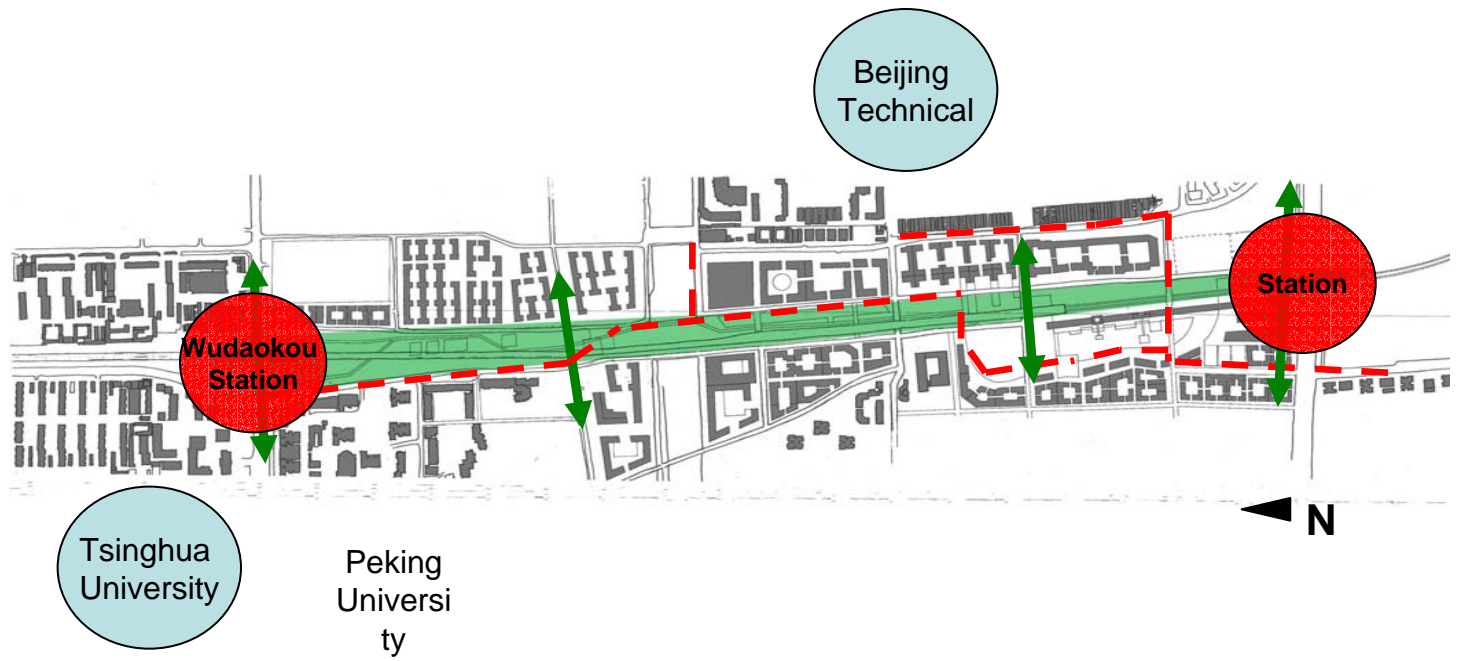 Beijing
Technical
Station
Wudaokou
Station
N
Tsinghua
University
Peking
Universi
ty